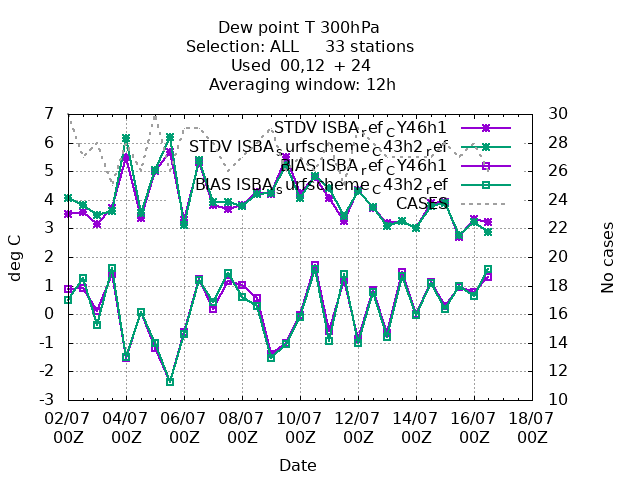 Dew point T 300hPa
Selection: ALL 33 stations
Used 00,12 + 24
Averaging window: 12h
7 30
STDV ISBA_ref_CY46h1
6 28
STDV ISBA_surfscheme_C43h2_ref
BIAS ISBA_ref_CY46h1
5 26
BIAS ISBA_surfscheme_C43h2_ref
4 24
CASES
3 22
deg C
2 20
No cases
1 18
0 16
-1 14
-2 12
-3 10
02/07 04/07 06/07 08/07 10/07 12/07 14/07 16/07 18/07
00Z 00Z 00Z 00Z 00Z 00Z 00Z 00Z 00Z
Date